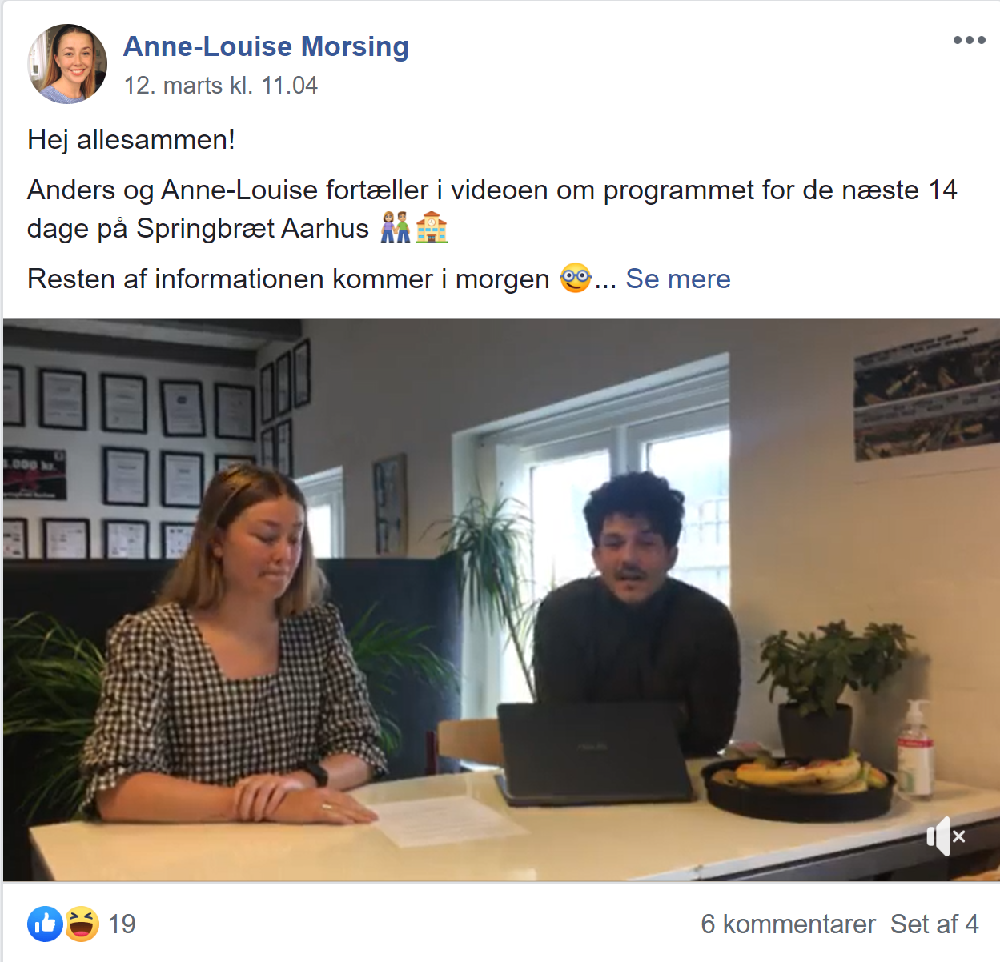 Anne-Louise Morsing
12. marts kl. 11.04
Hej allesammen!
Anders og Anne-Louise fortæller i videoen om programmet for de næste 14
dage på Springbræt Aarhus
Resten af informationen kommer i morgen ... Se mere
.000 kr.
19
6 kommentarer Set af 4